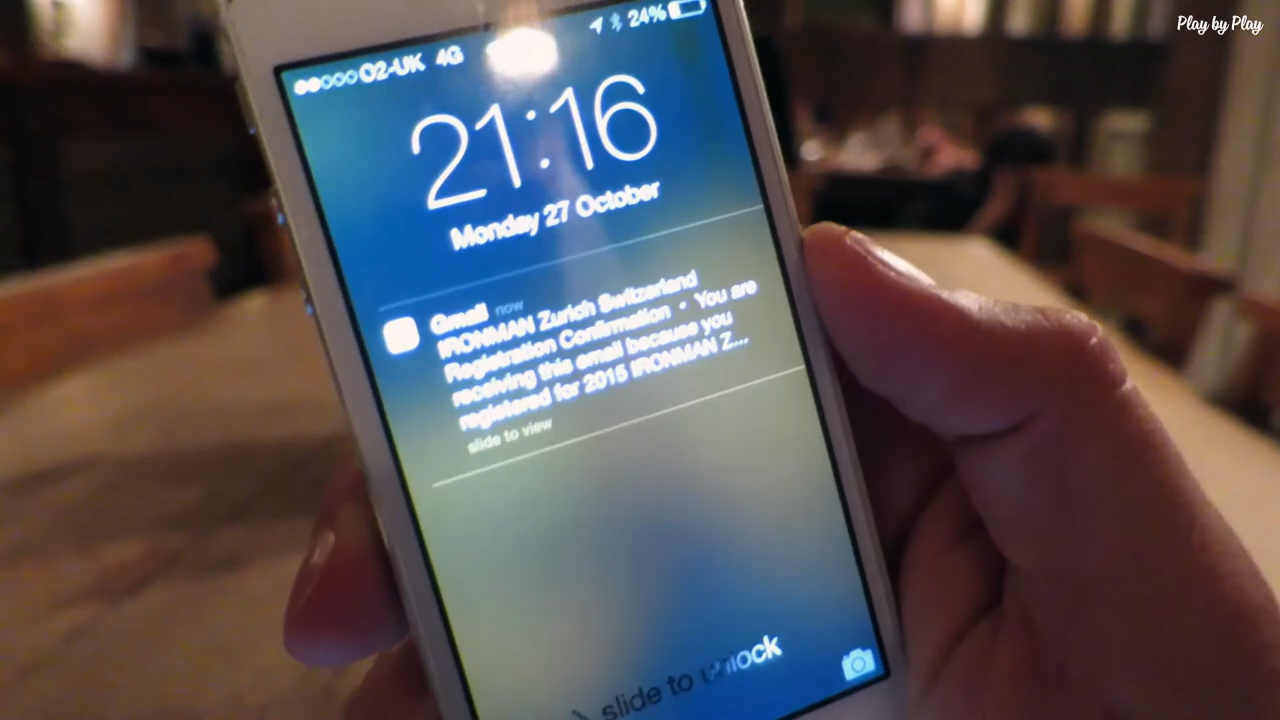 Play by Play
O2-UK 4G 24%
21:16
Monday 27 October
Gmail now
IRONMAN Zurich Switzerland
Registration Confirmation • You are
receiving this email because you
registered for 2015 IRONMAN Z...
slide to view
slide to unlock